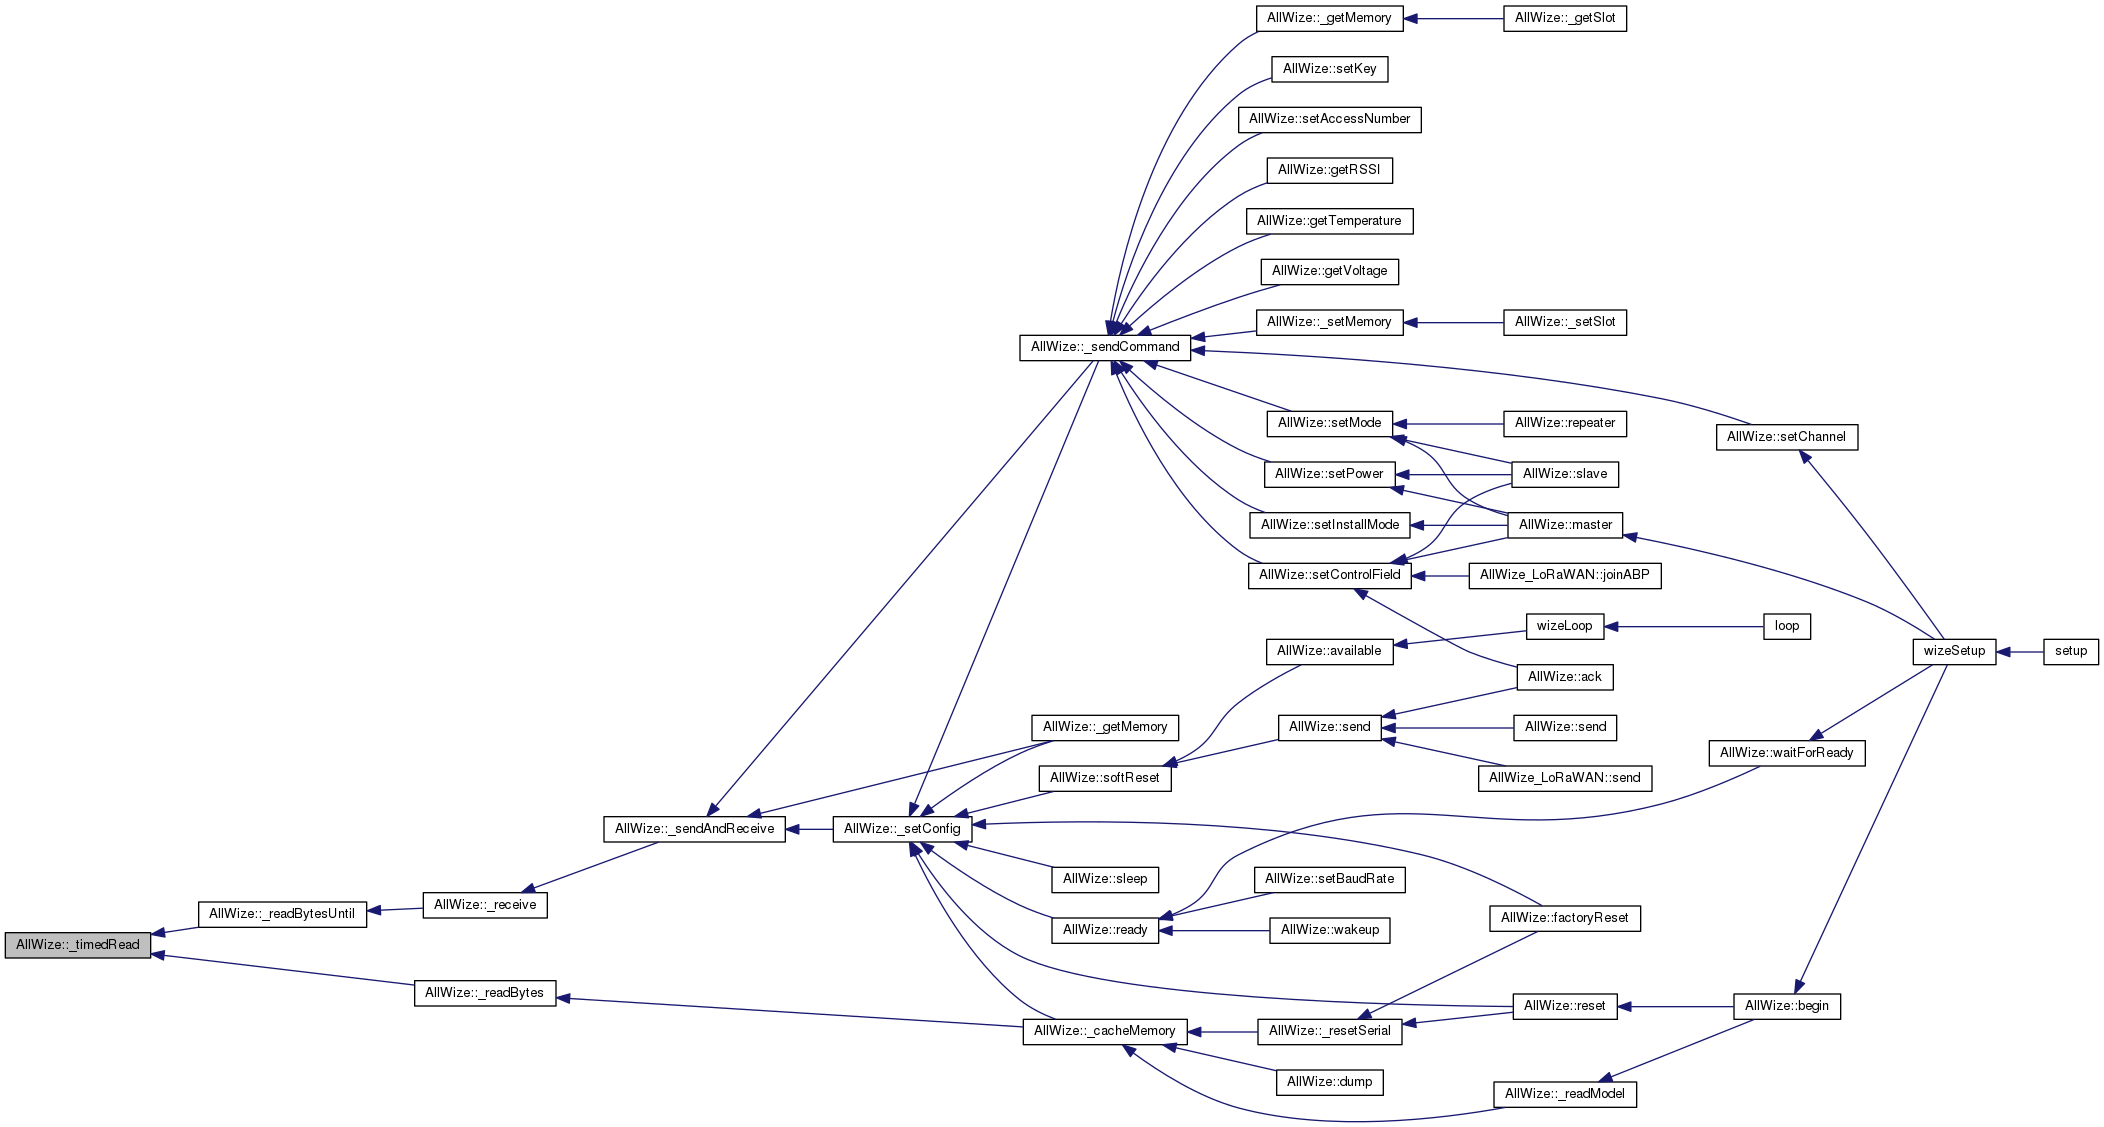 AllWize::_getMemory
AllWize::_getSlot
AllWize::setKey
AllWize::setAccessNumber
AllWize::getRSSI
AllWize::getTemperature
AllWize::getVoltage
AllWize::_setMemory
AllWize::_setSlot
AllWize::_sendCommand
AllWize::setMode
AllWize::repeater
AllWize::setChannel
AllWize::setPower
AllWize::slave
AllWize::setInstallMode
AllWize::master
AllWize::setControlField
AllWize_LoRaWAN::joinABP
wizeLoop
loop
AllWize::available
wizeSetup
setup
AllWize::ack
AllWize::_getMemory
AllWize::send
AllWize::send
AllWize::waitForReady
AllWize::softReset
AllWize_LoRaWAN::send
AllWize::_sendAndReceive
AllWize::_setConfig
AllWize::sleep
AllWize::setBaudRate
AllWize::_receive
AllWize::_readBytesUntil
AllWize::factoryReset
AllWize::ready
AllWize::wakeup
AllWize::_timedRead
AllWize::_readBytes
AllWize::reset
AllWize::begin
AllWize::_cacheMemory
AllWize::_resetSerial
AllWize::dump
AllWize::_readModel